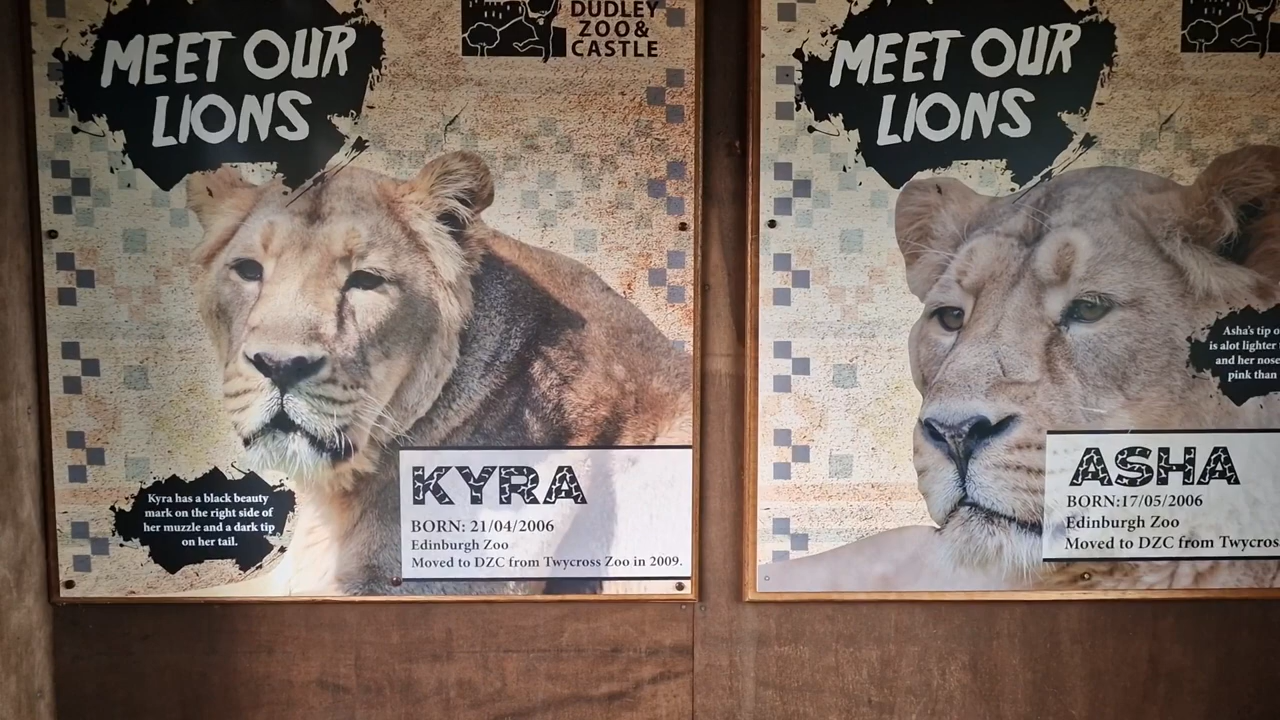 MEET OUR
LIONS
DUDLEY
ZOO&
CASTLE
Kyra has a black beauty
mark on the right side of
her muzzle and a dark tip
on her tail.
KYRA
BORN: 21/04/2006
Edinburgh Zoo
Moved to DZC from Twycross Zoo in 2009.
MEET OUR
LIONS
Asha's tip o
is alot lighter
and her nose
pink than
ASHA
BORN:17/05/2006
Edinburgh Zoo
Moved to DZC from Twycros